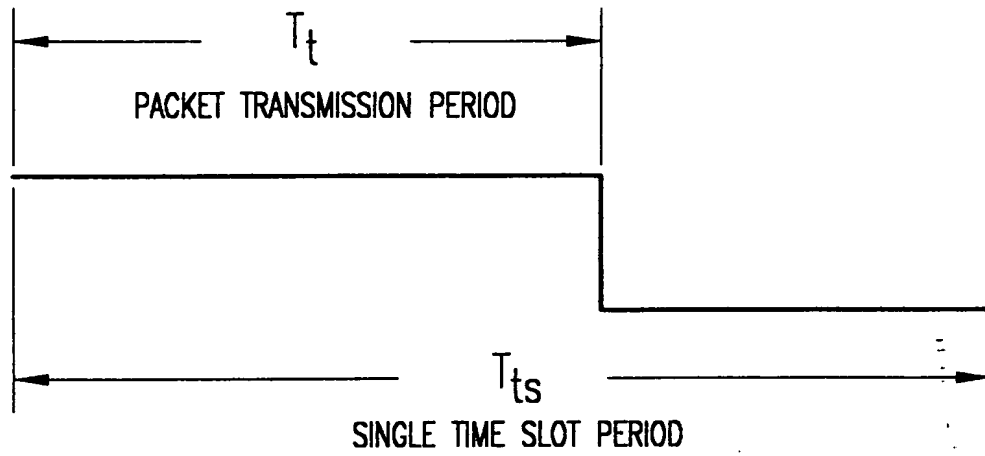 Tt
PACKET TRANSMISSION PERIOD
Tts
SINGLE TIME SLOT PERIOD